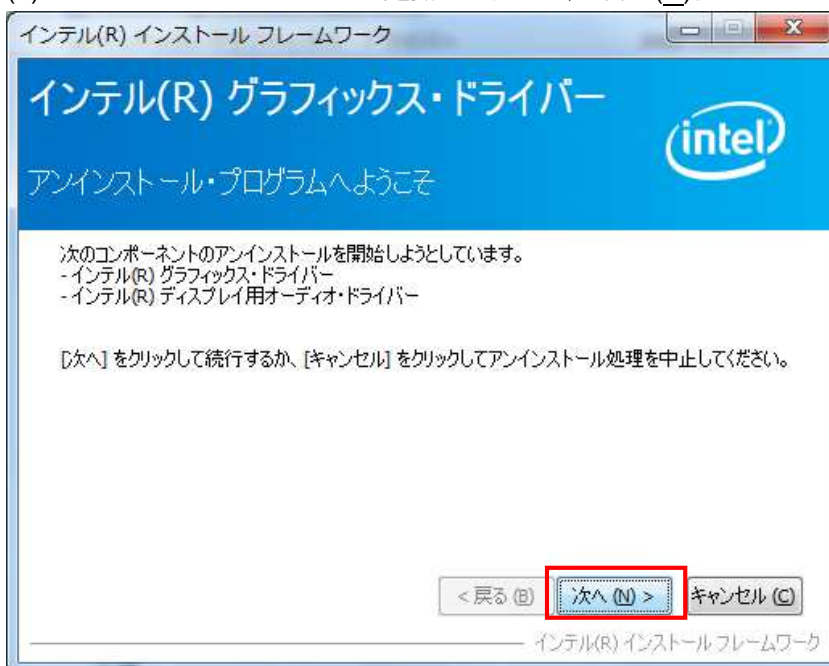 インテル(R) インストール フレームワーク
インテル(R) グラフィックス・ドライバー
intel
アンインストール・プログラムへようこそ
次のコンポーネントのアンインストールを開始しようとしています。
- インテル(R) グラフィックス・ドライバー
- インテル(R) ディスプレイ用オーディオ・ドライバー
[次へ] をクリックして続行するか、[キャンセル] をクリックしてアンインストール処理を中止してください。
< 戻る (B) 次へ (N) > キャンセル (C)
インテル(R) インストール フレームワーク